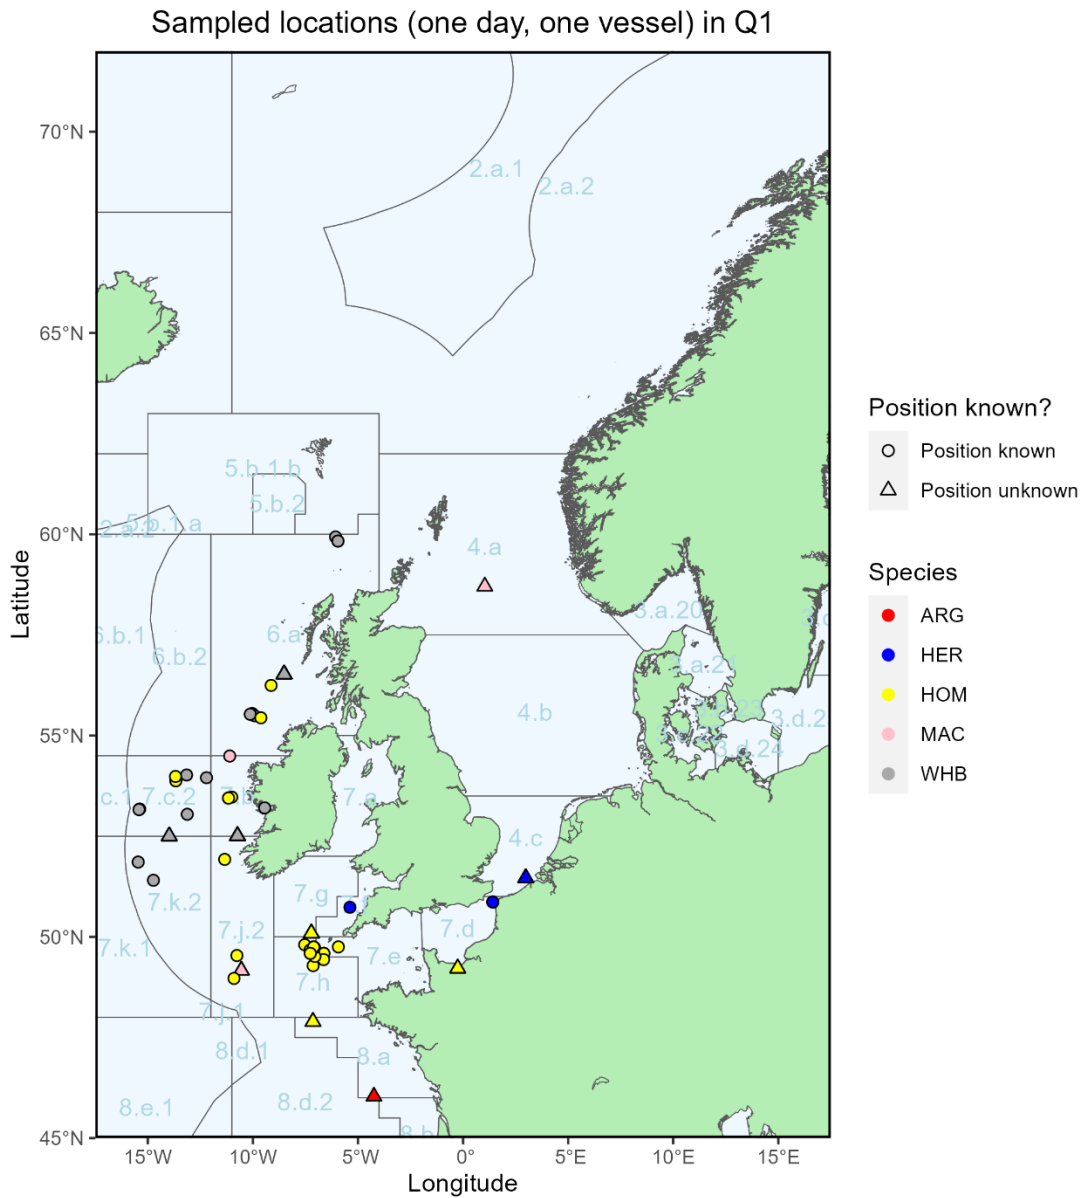 Sampled locations (one day, one vessel) in Q1
70°N
65°N
60°N
55°N
50°N
45°N
Latitude
15°W
10°W
5°W
0°
5°E
10°E
15°E
Longitude
2.a.1
2.a.2
5.b.1.b
5.b.2
5.b.1.a
4.a
3.a.20
6.b.1
6.b.2
6.a
3.a.21
4.b
3.d.24
7.c.2
7.a
4.c
7.g
7.k.2
7.j.2
7.d
7.k.1
7.e
7.h
7.j.1
8.d.1
8.a
8.e.1
8.d.2
8.b
Position known?
Position known
Position unknown
Species
ARG
HER
HOM
MAC
WHB